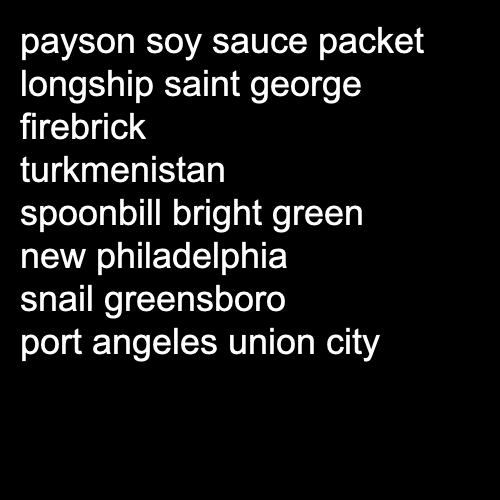 payson soy sauce packet
longship saint george
firebrick
turkmenistan
spoonbill bright green
new philadelphia
snail greensboro
port angeles union city